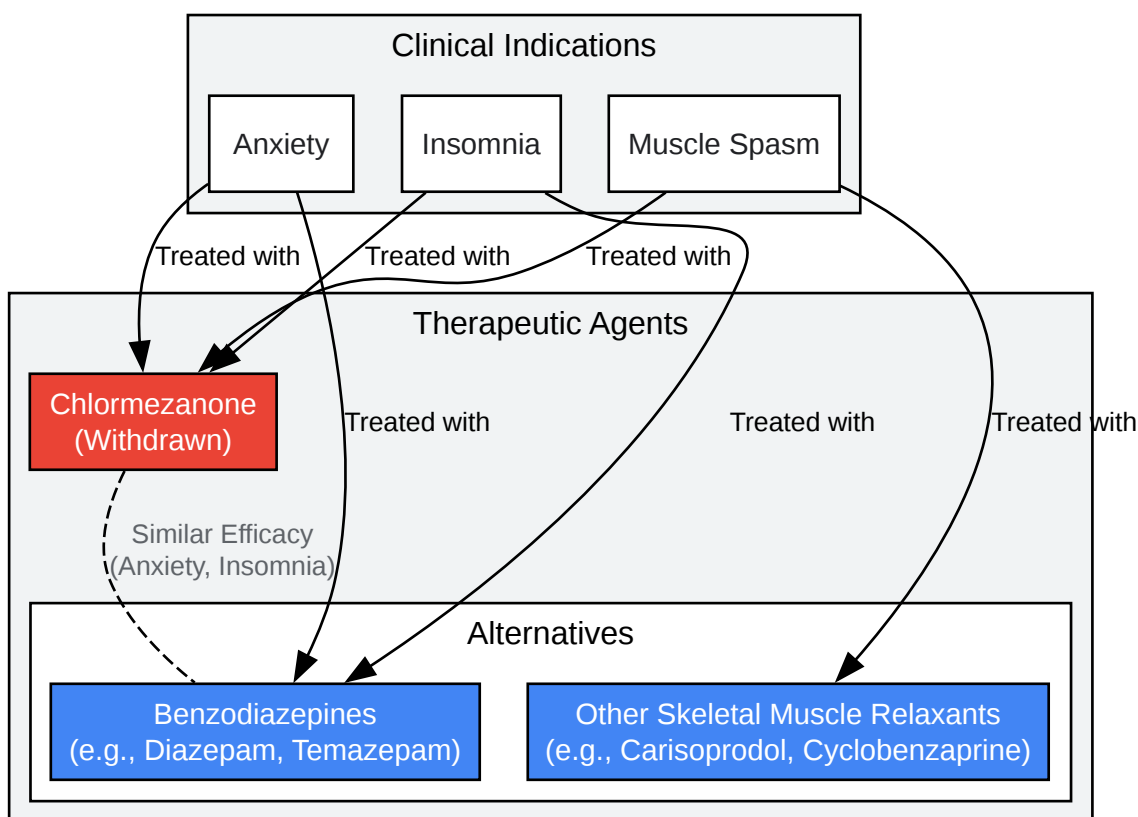 Clinical Indications
Anxiety
Insomnia
Muscle Spasm
Treated with
Treated with
Treated with
Therapeutic Agents
Chlormezanone
(Withdrawn)
Treated with
Treated with
Treated with
Similar Efficacy
(Anxiety, Insomnia)
Alternatives
Benzodiazepines
(e.g., Diazepam, Temazepam)
Other Skeletal Muscle Relaxants
(e.g., Carisoprodol, Cyclobenzaprine)